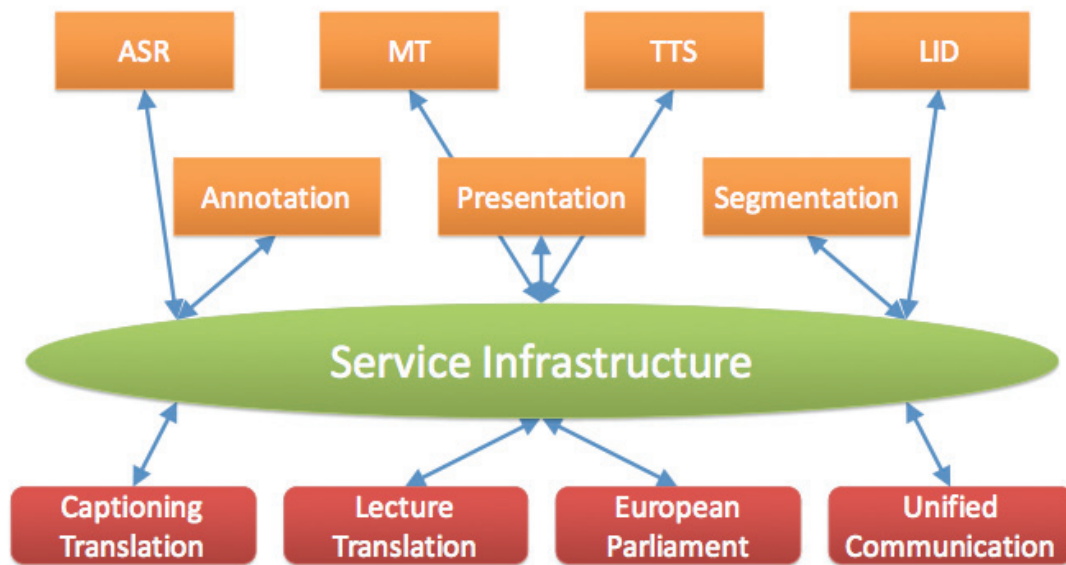 ASR
MT
TTS
LID
Annotation
Presentation
Segmentation
Service Infrastructure
Captioning
Translation
Lecture
Translation
European
Parliament
Unified
Communication